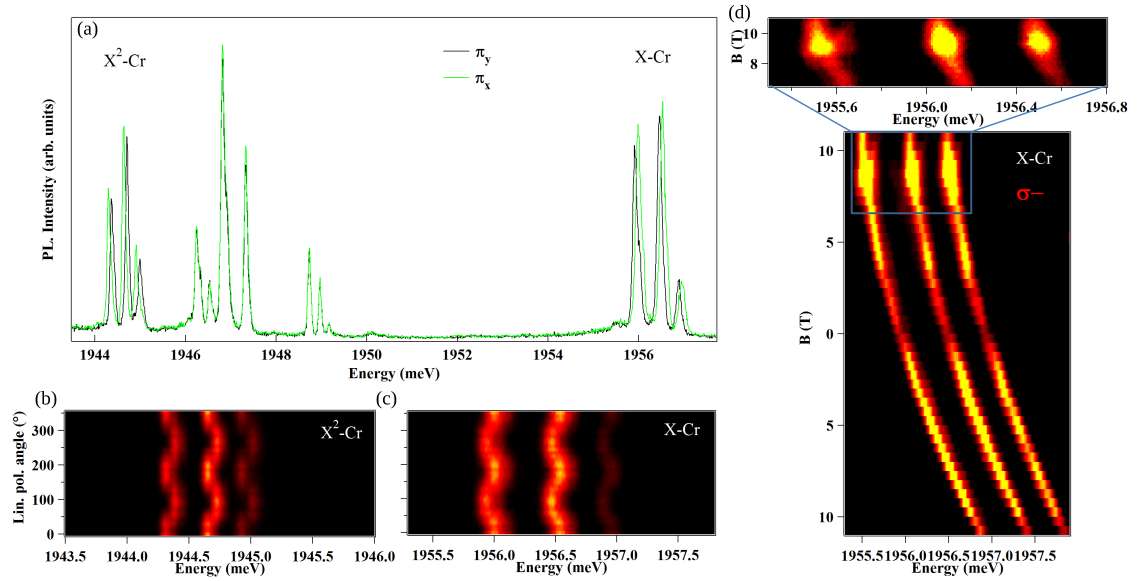 (a)
X²-Cr
πy
πx
X-Cr
PL. Intensity (arb. units)
1944 1946 1948 1950 1952 1954 1956
Energy (meV)
(b)
X²-Cr
Lin. pol. angle (°)
300
200
100
0
1943.5 1944.0 1944.5 1945.0 1945.5 1946.0
Energy (meV)
(c)
X-Cr
1955.5 1956.0 1956.5 1957.0 1957.5
Energy (meV)
(d)
B (T)
10
8
1955.6 1956.0 1956.4 1956.8
Energy (meV)
X-Cr
σ−
B (T)
10
5
0
5
10
1955.5 1956.0 1956.5 1957.0 1957.5
Energy (meV)